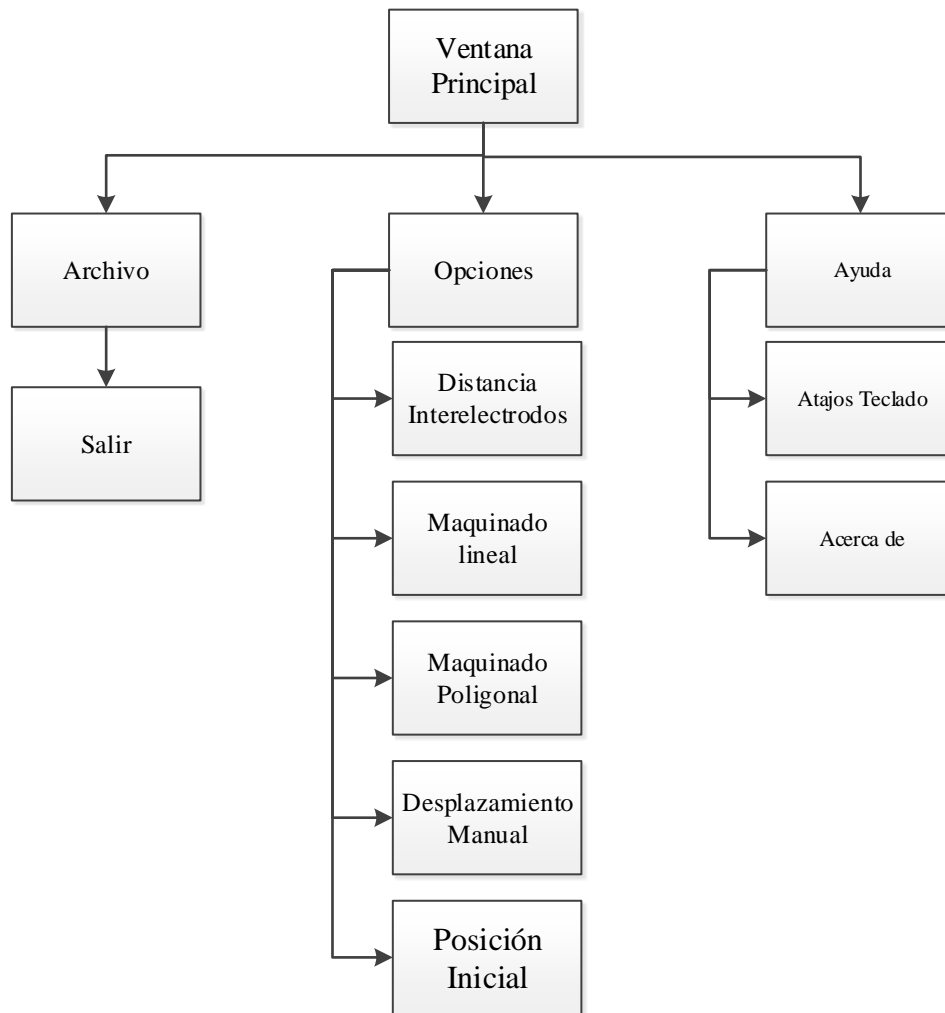 Ventana
Principal
Archivo
Opciones
Ayuda
Salir
Distancia
Interelectrodos
Maquinado
lineal
Maquinado
Poligonal
Desplazamiento
Manual
Posición
Inicial
Atajos Teclado
Acerca de